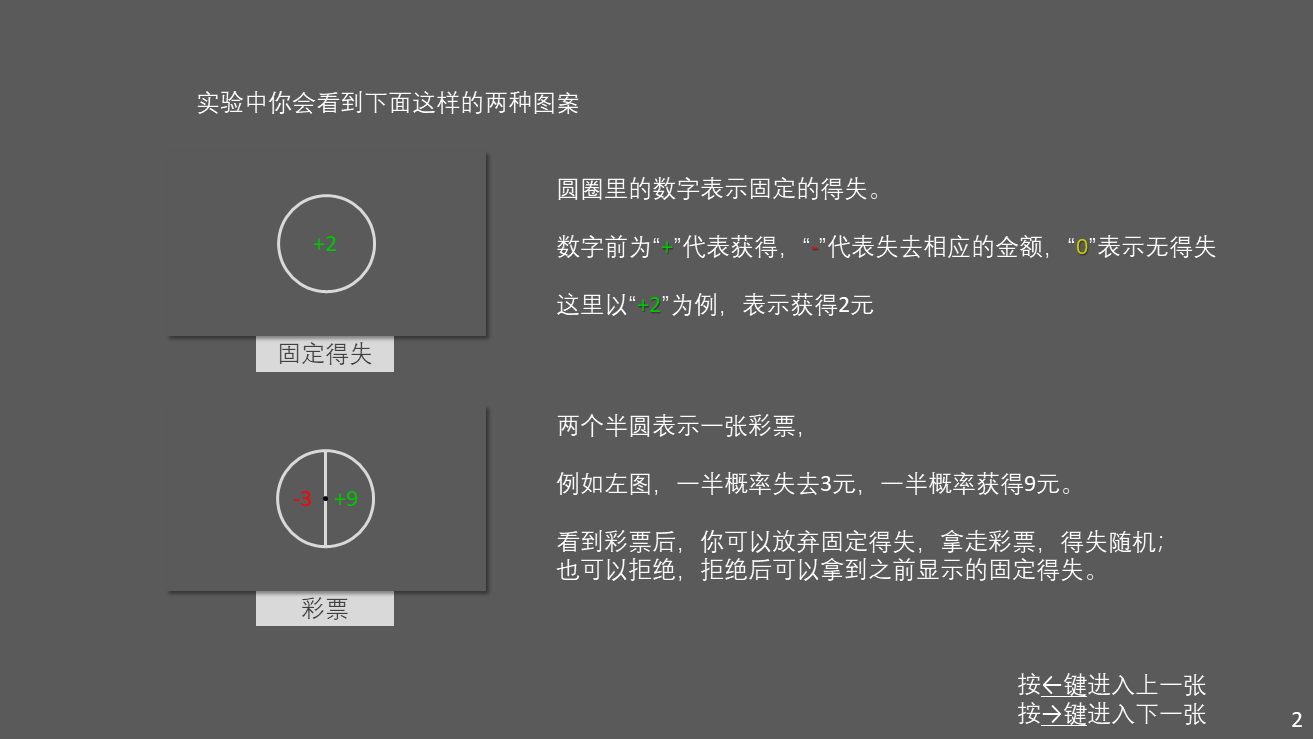 实验中你会看到下面这样的两种图案
+2
固定得失
圆圈里的数字表示固定的得失。
数字前为“+”代表获得，“-”代表失去相应的金额，“0”表示无得失
这里以“+2”为例，表示获得2元
-3 +9
彩票
两个半圆表示一张彩票，
例如左图，一半概率失去3元，一半概率获得9元。
看到彩票后，你可以放弃固定得失，拿走彩票，得失随机；
也可以拒绝，拒绝后可以拿到之前显示的固定得失。
按←键进入上一张
按→键进入下一张
2